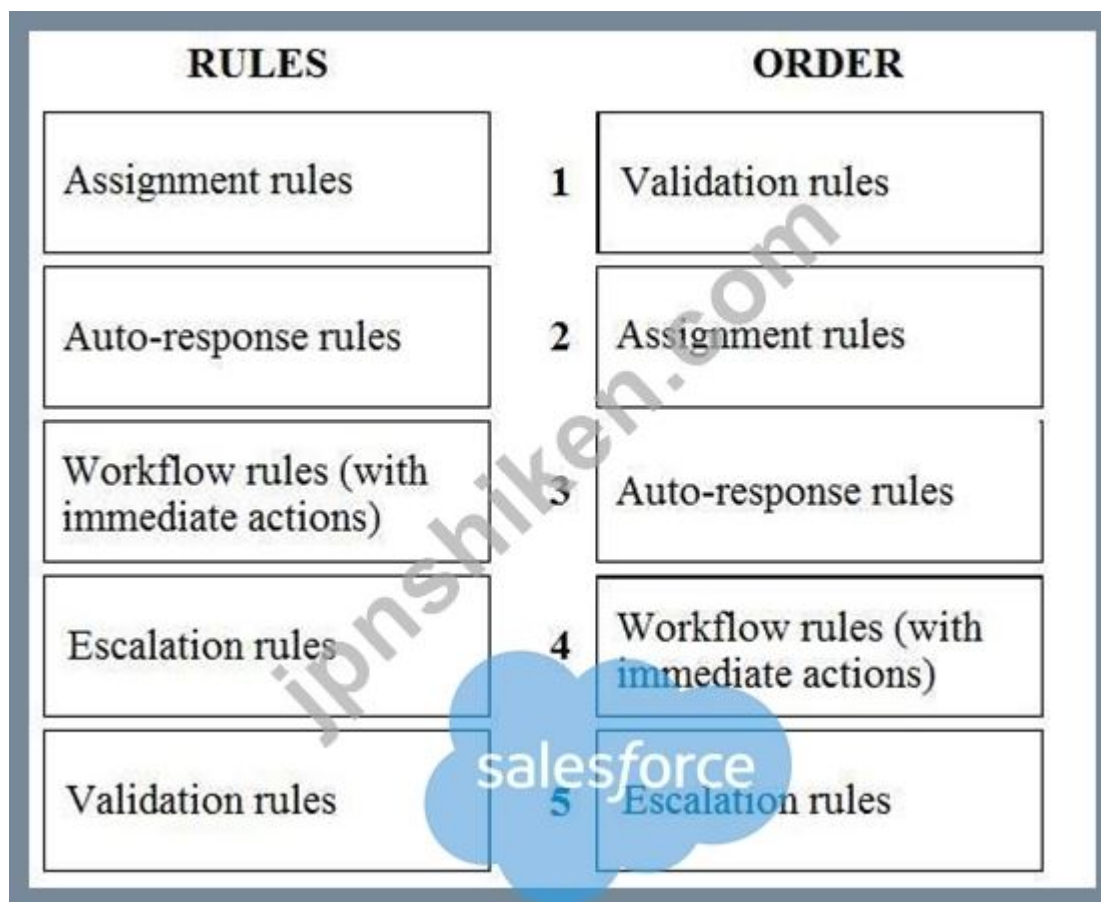 RULES
ORDER
Assignment rules
1
Validation rules
Auto-response rules
2
Assignment rules
Workflow rules (with
immediate actions)
3
Auto-response rules
Escalation rules
4
Workflow rules (with
immediate actions)
Validation rules
5
Escalation rules
jpnshiken.com
salesforce